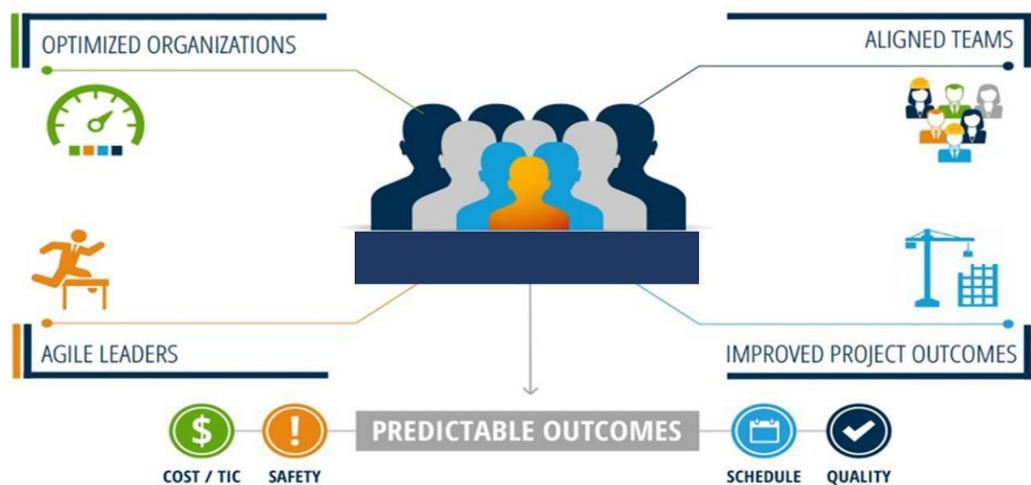 OPTIMIZED ORGANIZATIONS
ALIGNED TEAMS
AGILE LEADERS
IMPROVED PROJECT OUTCOMES
$
!
PREDICTABLE OUTCOMES
COST / TIC
SAFETY
SCHEDULE
QUALITY